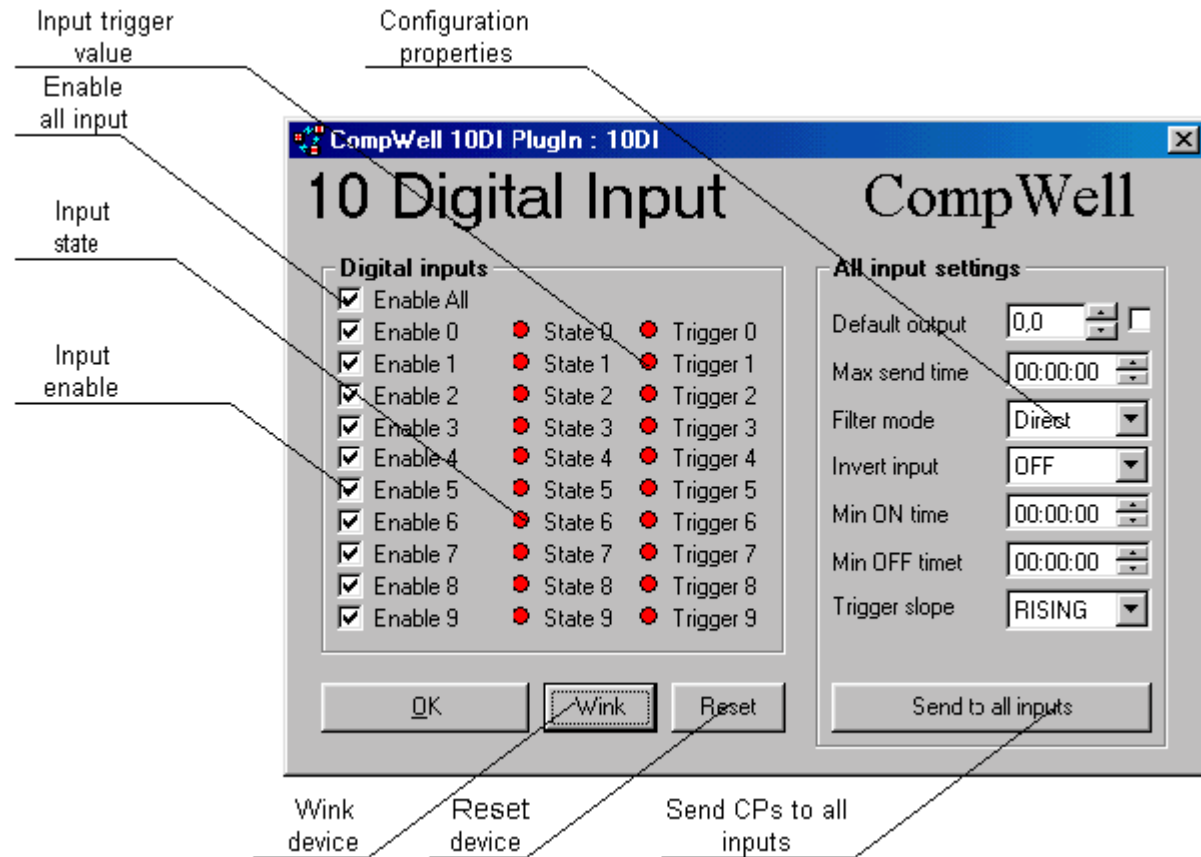 Input trigger
value
Configuration
properties
Enable
all input
CompWell 10DI PlugIn : 10DI
10 Digital Input
CompWell
Input
state
Digital inputs
All input settings
Enable All
Enable 0 State 0 Trigger 0
Default output 0,0
Enable 1 State 1 Trigger 1
Max send time 00:00:00
Input
enable
Enable 2 State 2 Trigger 2
Enable 3 State 3 Trigger 3
Filter mode Direct
Enable 4 State 4 Trigger 4
Invert input OFF
Enable 5 State 5 Trigger 5
Enable 6 State 6 Trigger 6
Min ON time 00:00:00
Enable 7 State 7 Trigger 7
Min OFF timet 00:00:00
Enable 8 State 8 Trigger 8
Enable 9 State 9 Trigger 9
Trigger slope RISING
OK Wink Reset Send to all inputs
Wink
device
Reset
device
Send CPs to all
inputs